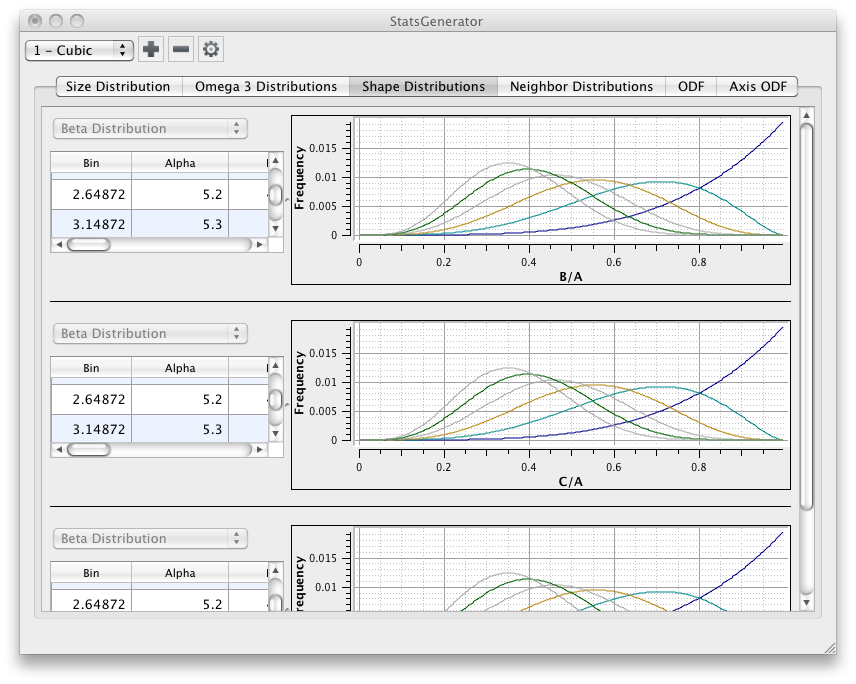 StatsGenerator
1 - Cubic
Size Distribution Omega 3 Distributions Shape Distributions Neighbor Distributions ODF Axis ODF
Beta Distribution
Bin Alpha
2.64872 5.2
3.14872 5.3
Frequency
0.015
0.01
0.005
0
0 0.2 0.4 0.6 0.8
B/A
Beta Distribution
Bin Alpha
2.64872 5.2
3.14872 5.3
Frequency
0.015
0.01
0.005
0
0 0.2 0.4 0.6 0.8
C/A
Beta Distribution
Bin Alpha
2.64872 5.2
requency
0.015
0.01